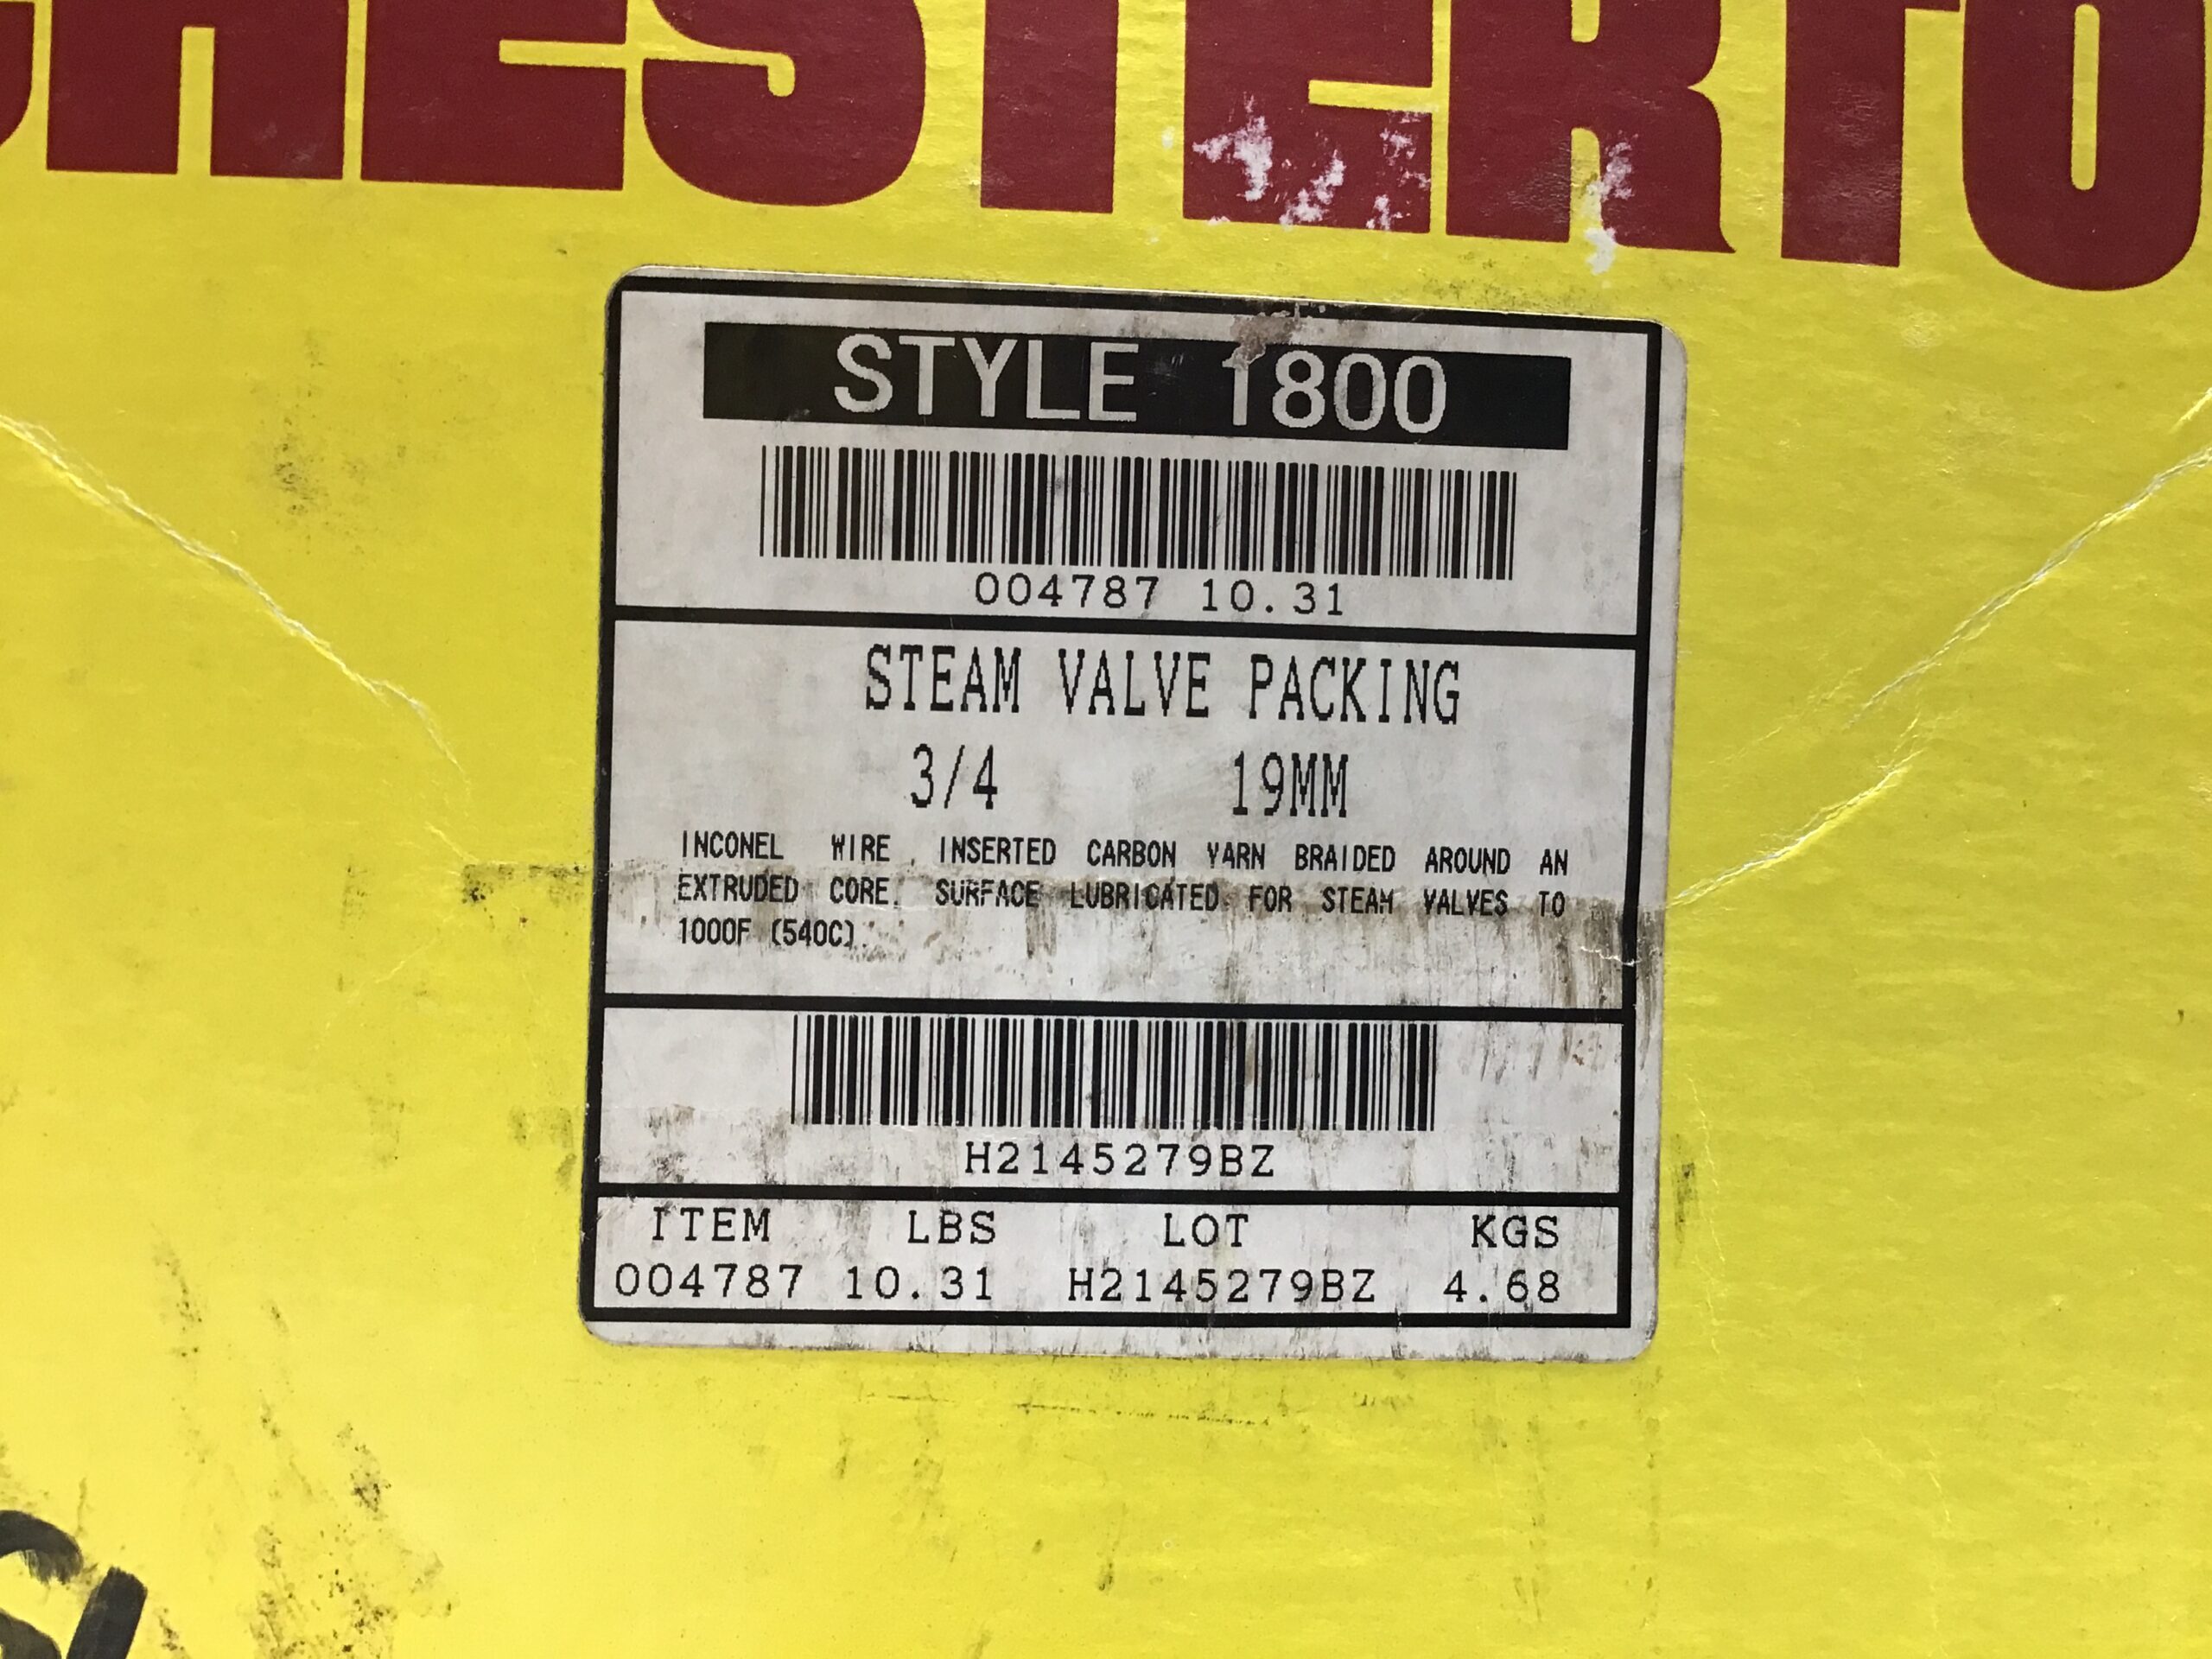 CHESTERTO
STYLE 1800
004787 10.31
STEAM VALVE PACKING
3/4 19MM
INCONEL WIRE INSERTED CARBON YARN BRAIDED AROUND AN
EXTRUDED CORE. SURFACE LUBRICATED FOR STEAM VALVES TO
1000F (540C).
H2145279BZ
ITEM LBS LOT KGS
004787 10.31 H2145279BZ 4.68